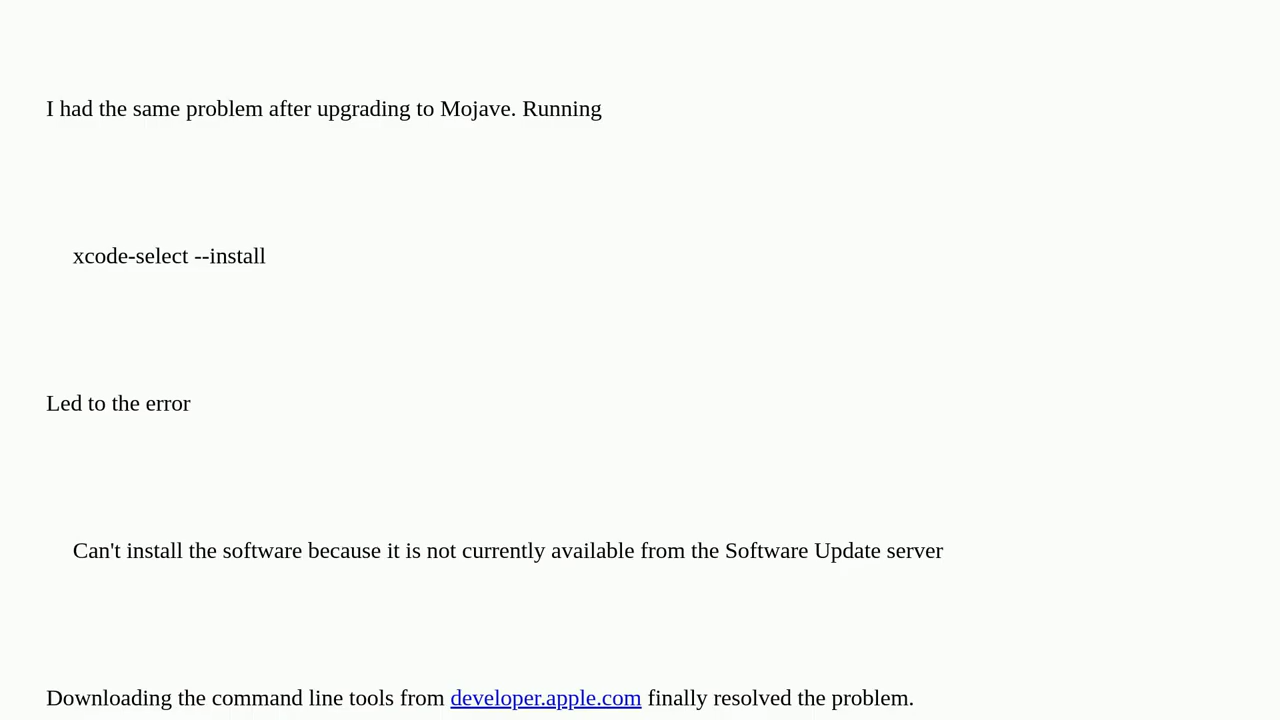 I had the same problem after upgrading to Mojave. Running
xcode-select --install
Led to the error
Can't install the software because it is not currently available from the Software Update server
Downloading the command line tools from developer.apple.com finally resolved the problem.